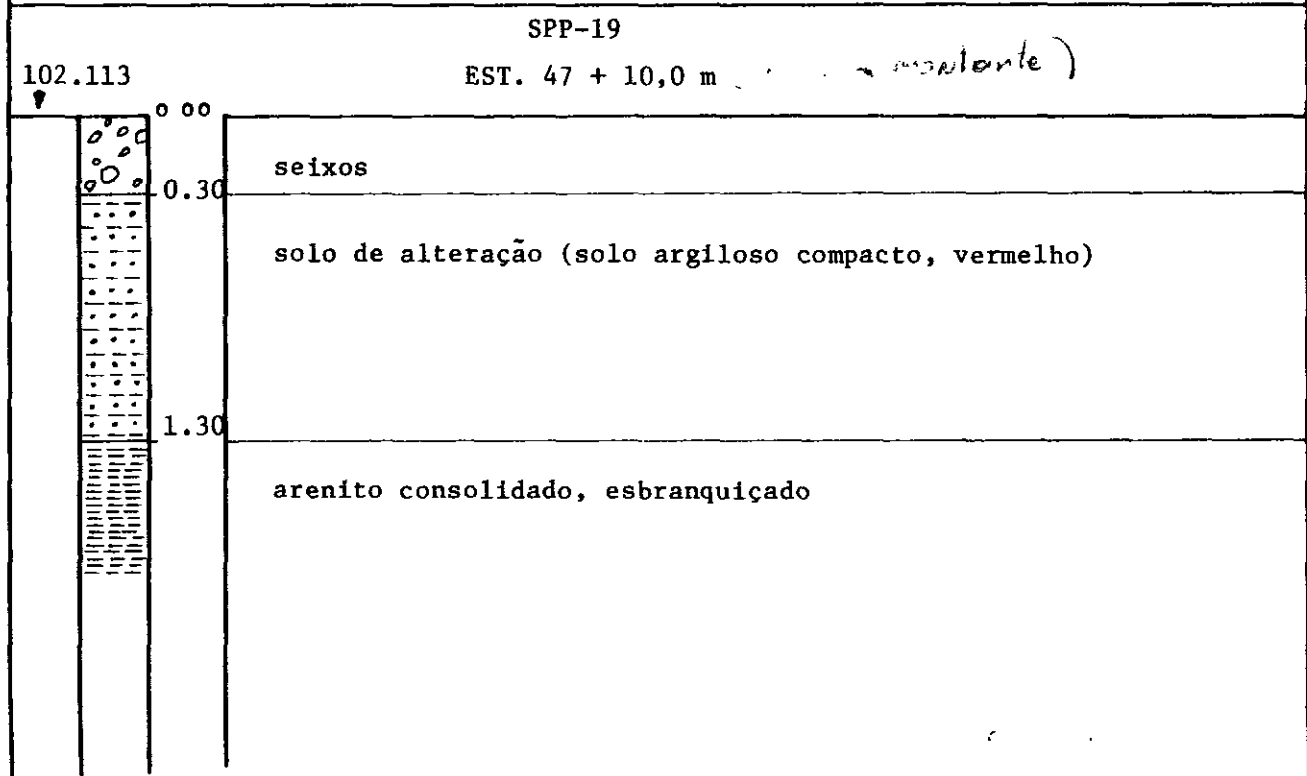 SPP-19
102.113
EST. 47 + 10,0 m montante)
0 00
seixos
0.30
solo de alteração (solo argiloso compacto, vermelho)
1.30
arenito consolidado, esbranquiçado